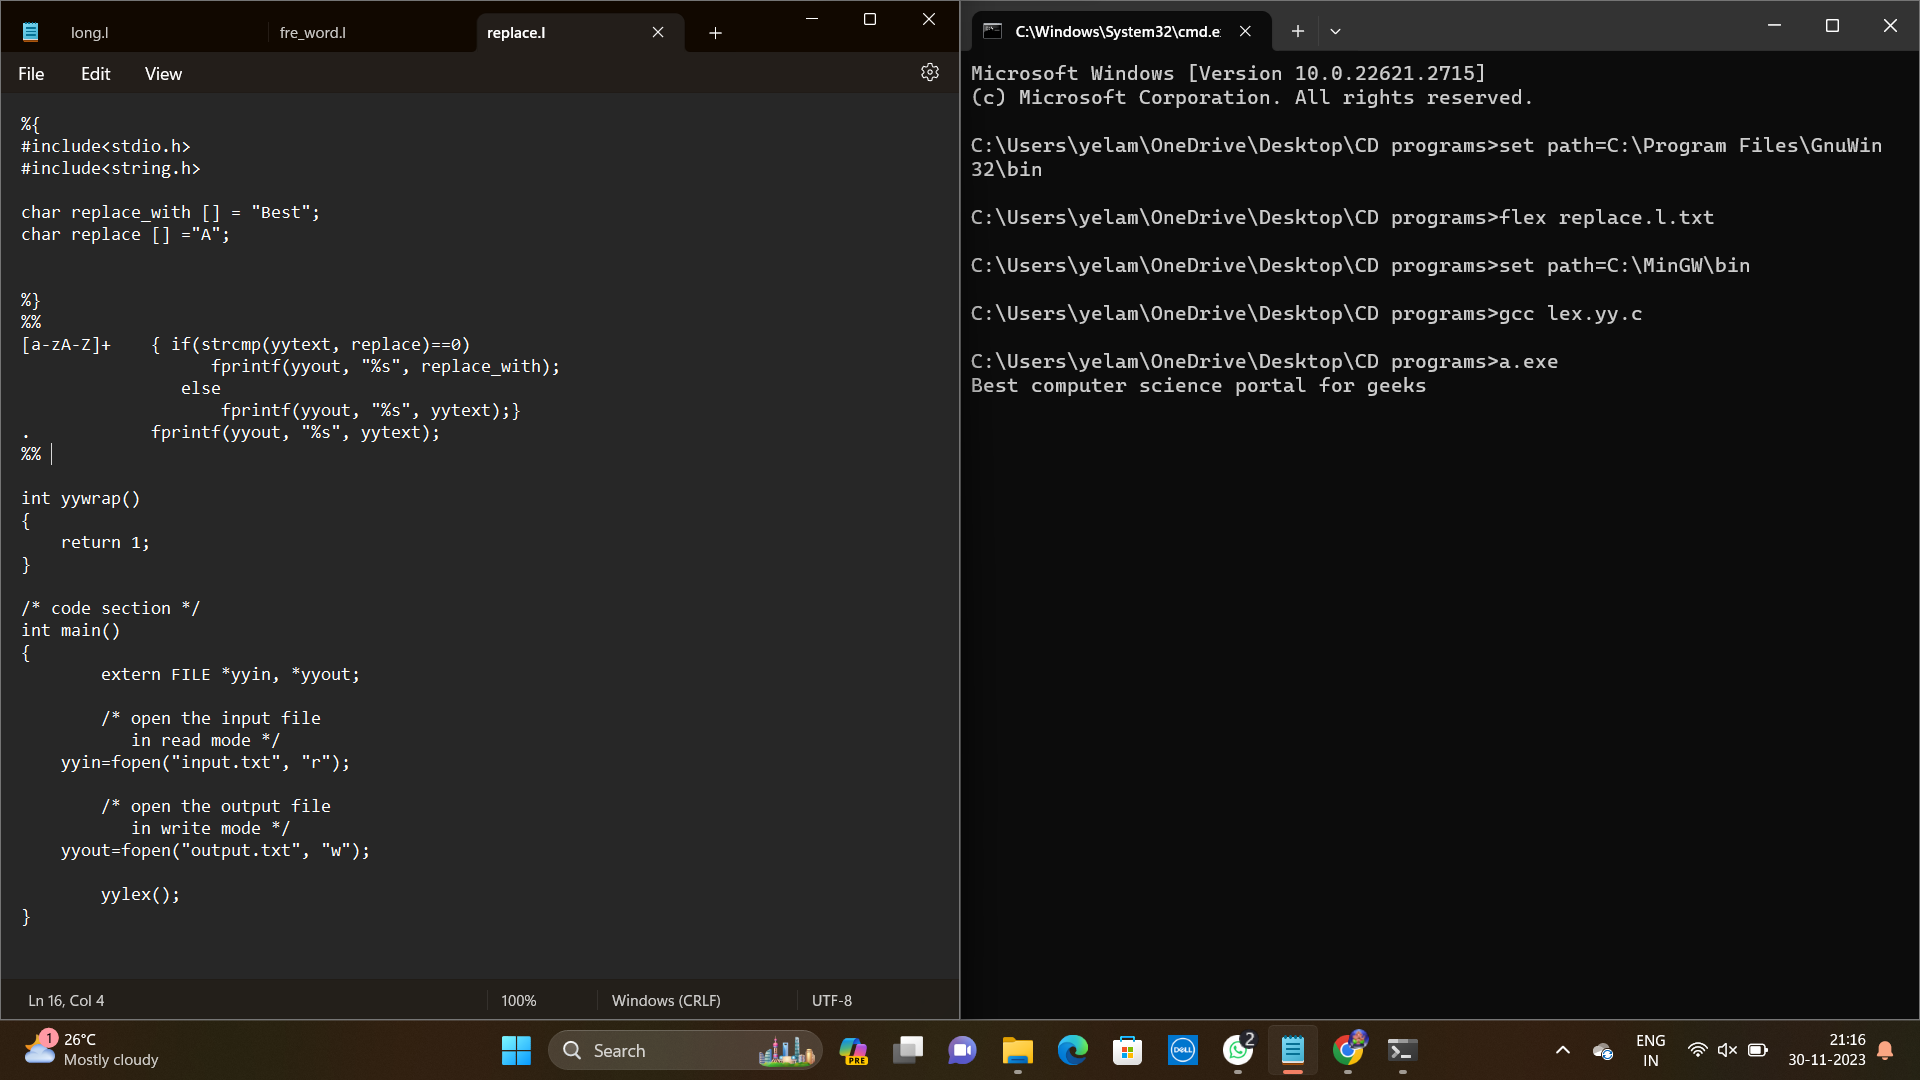 long.l
fre_word.l
replace.l
File
Edit
View
%{
#include<stdio.h>
#include<string.h>
char replace_with [] = "Best";
char replace [] ="A";
%}
%%
[a-zA-Z]+    { if(strcmp(yytext, replace)==0)
fprintf(yyout, "%s", replace_with);
else
fprintf(yyout, "%s", yytext);}
.            fprintf(yyout, "%s", yytext);
%%
int yywrap()
{
return 1;
}
/* code section */
int main()
{
extern FILE *yyin, *yyout;
/* open the input file
in read mode */
yyin=fopen("input.txt", "r");
/* open the output file
in write mode */
yyout=fopen("output.txt", "w");
yylex();
}
Ln 16, Col 4
100%
Windows (CRLF)
UTF-8
C:\Windows\System32\cmd.e
Microsoft Windows [Version 10.0.22621.2715]
(c) Microsoft Corporation. All rights reserved.
C:\Users\yelam\OneDrive\Desktop\CD programs>set path=C:\Program Files\GnuWin
32\bin
C:\Users\yelam\OneDrive\Desktop\CD programs>flex replace.l.txt
C:\Users\yelam\OneDrive\Desktop\CD programs>set path=C:\MinGW\bin
C:\Users\yelam\OneDrive\Desktop\CD programs>gcc lex.yy.c
C:\Users\yelam\OneDrive\Desktop\CD programs>a.exe
Best computer science portal for geeks
1
26°C
Mostly cloudy
Search
PRE
DELL
2
ENG
IN
21:16
30-11-2023